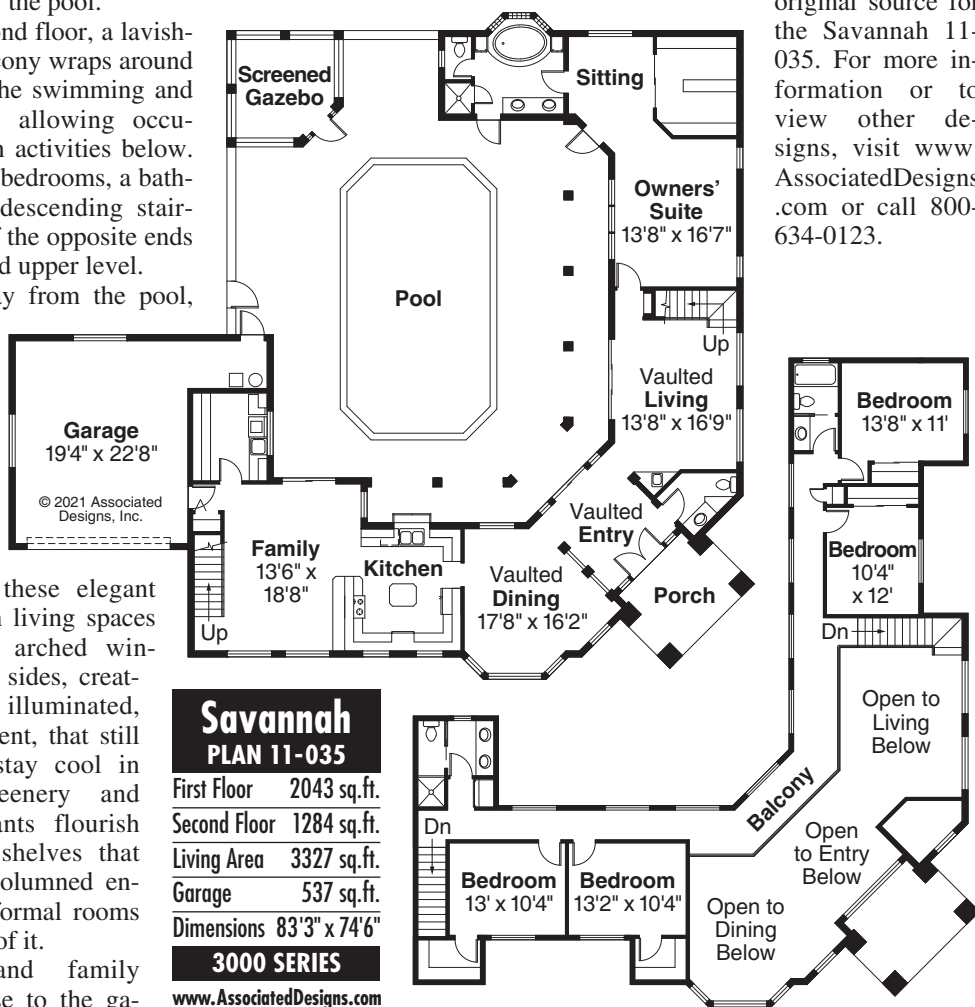 the pool.
ond floor, a lavish-
cony wraps around
he swimming and
allowing occu-
n activities below.
bedrooms, a bath-
descending stair-
f the opposite ends
d upper level.
ay from the pool,
these elegant
n living spaces
arched win-
sides, creat-
illuminated,
ent, that still
stay cool in
eenery and
ants flourish
shelves that
olumned en-
formal rooms
of it.
and family
se to the ga-
original source for
the Savannah 11-
035. For more in-
formation or to
view other de-
signs, visit www
AssociatedDesigns
.com or call 800-
634-0123.
Screened
Gazebo
Sitting
Owners'
Suite
13'8" x 16'7"
Pool
Up
Vaulted
Living
13'8" x 16'9"
Garage
19'4" x 22'8"
© 2021 Associated
Designs, Inc.
Vaulted
Entry
Family
13'6" x
18'8"
Up
Kitchen
Vaulted
Dining
17'8" x 16'2"
Porch
Bedroom
13'8" x 11'
Bedroom
10'4"
x 12'
Dn
Open to
Living
Below
Balcony
Open
to Entry
Below
Open to
Dining
Below
Dn
Bedroom
13' x 10'4"
Bedroom
13'2" x 10'4"
Savannah
PLAN 11-035
First Floor 2043 sq.ft.
Second Floor 1284 sq.ft.
Living Area 3327 sq.ft.
Garage 537 sq.ft.
Dimensions 83'3" x 74'6"
3000 SERIES
www.AssociatedDesigns.com